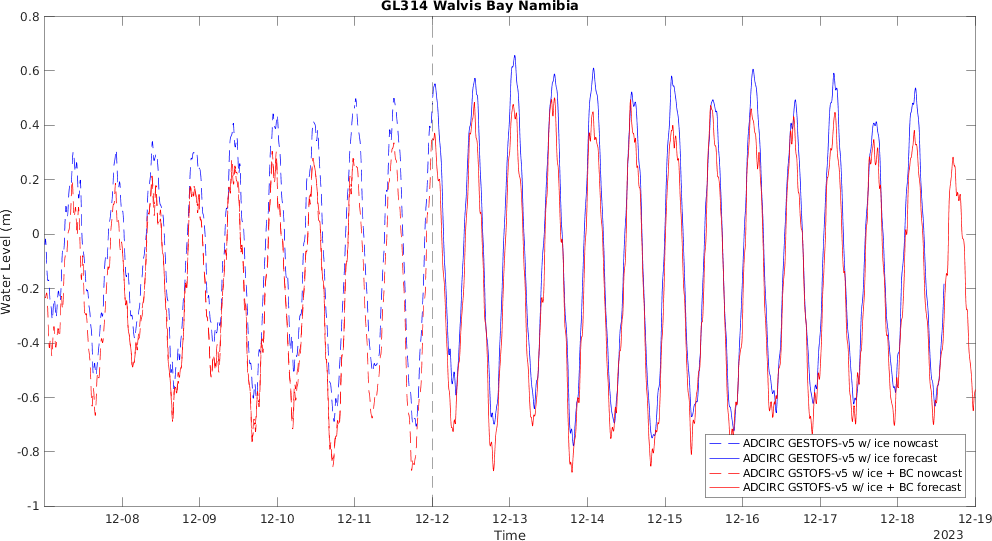 GL314 Walvis Bay Namibia
0.8
0.6
0.4
0.2
0
-0.2
-0.4
-0.6
-0.8
-1
Water Level (m)
ADCIRC GESTOFS-v5 w/ ice nowcast
ADCIRC GESTOFS-v5 w/ ice forecast
ADCIRC GSTOFS-v5 w/ ice + BC nowcast
ADCIRC GSTOFS-v5 w/ ice + BC forecast
12-08 12-09 12-10 12-11 12-12 12-13 12-14 12-15 12-16 12-17 12-18 12-19
Time
2023